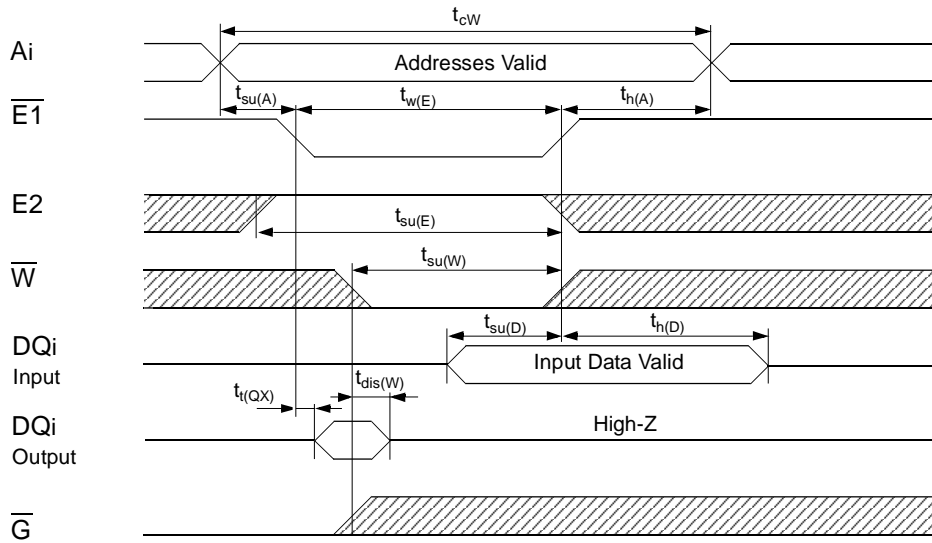 t_cW
Ai
Addresses Valid
t_su(A) t_w(E) t_h(A)
E̅1̅
E2
t_su(E)
W̅
t_su(W)
DQi
Input
t_su(D) t_h(D)
Input Data Valid
t_t(QX) t_dis(W)
DQi
Output
High-Z
G̅